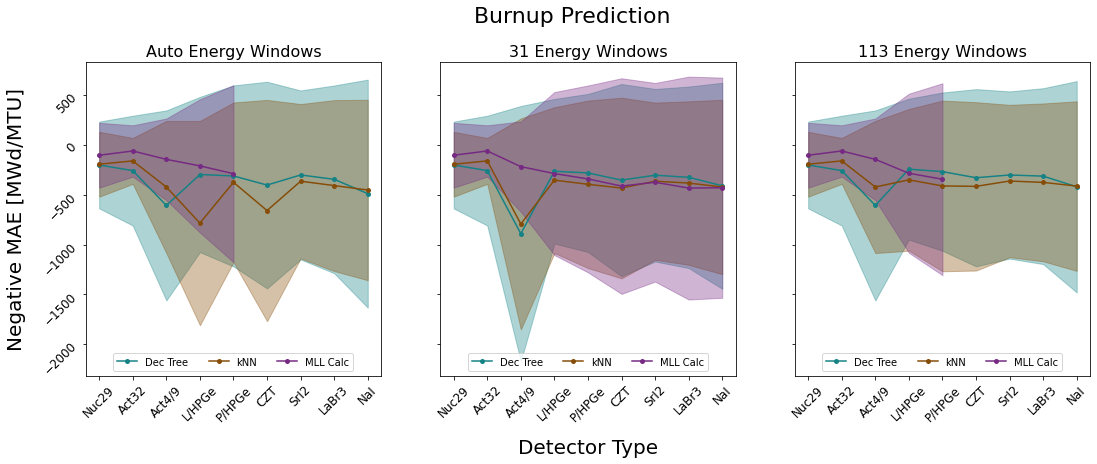 Burnup Prediction
Auto Energy Windows
31 Energy Windows
113 Energy Windows
Negative MAE [MWd/MTU]
500
0
−500
−1000
−1500
−2000
Dec Tree kNN MLL Calc
Dec Tree kNN MLL Calc
Dec Tree kNN MLL Calc
Nuc29 Act32 Act4/9 L/HPGe P/HPGe CZT SrI2 LaBr3 NaI
Nuc29 Act32 Act4/9 L/HPGe P/HPGe CZT SrI2 LaBr3 NaI
Nuc29 Act32 Act4/9 L/HPGe P/HPGe CZT SrI2 LaBr3 NaI
Detector Type